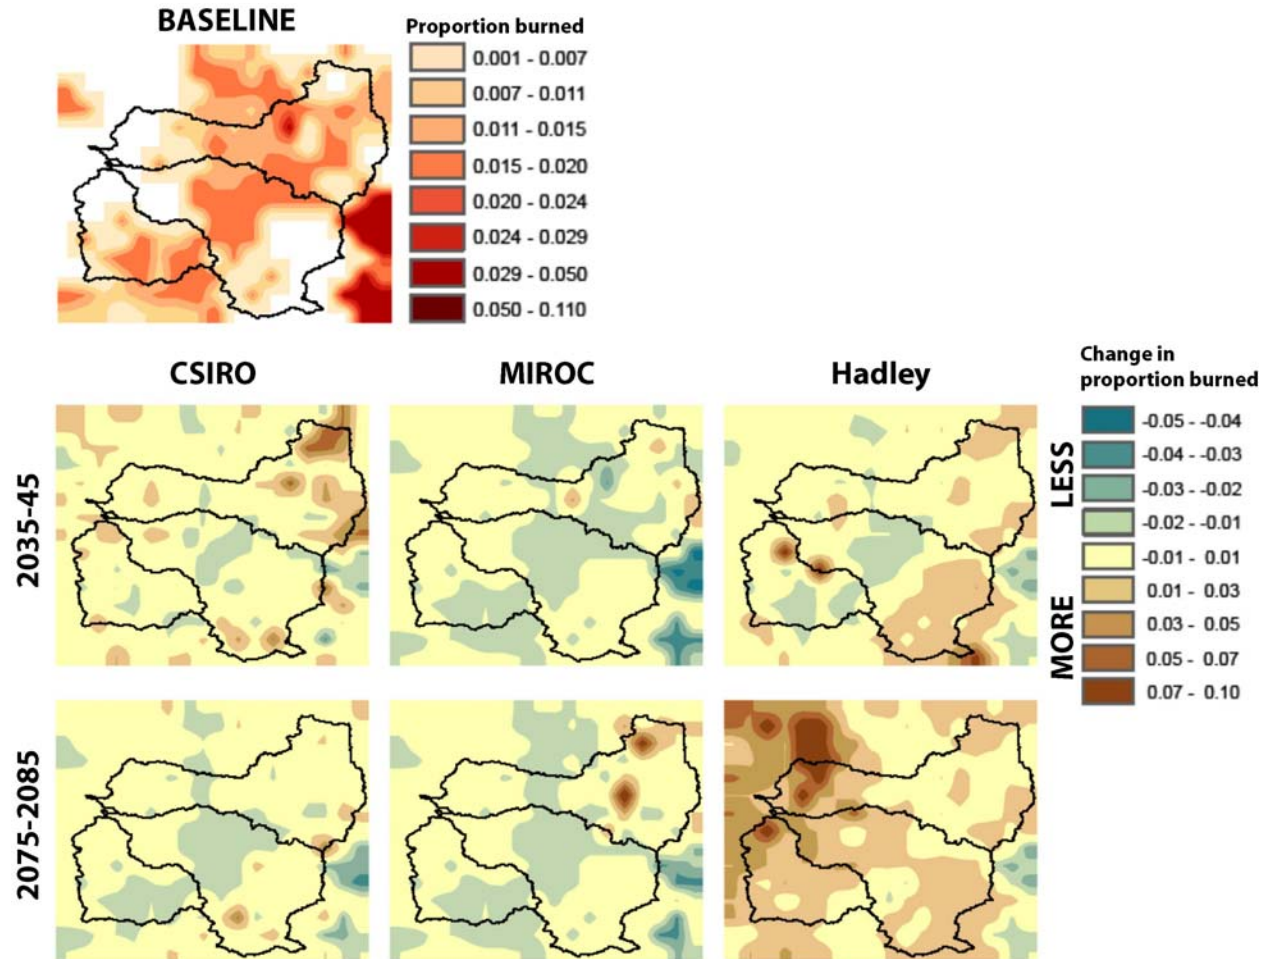 BASELINE
Proportion burned
0.001 - 0.007
0.007 - 0.011
0.011 - 0.015
0.015 - 0.020
0.020 - 0.024
0.024 - 0.029
0.029 - 0.050
0.050 - 0.110
CSIRO
MIROC
Hadley
Change in
proportion burned
-0.05 - -0.04
-0.04 - -0.03
-0.03 - -0.02
-0.02 - -0.01
-0.01 - 0.01
0.01 - 0.03
0.03 - 0.05
0.05 - 0.07
0.07 - 0.10
LESS
MORE
2035-45
2075-2085